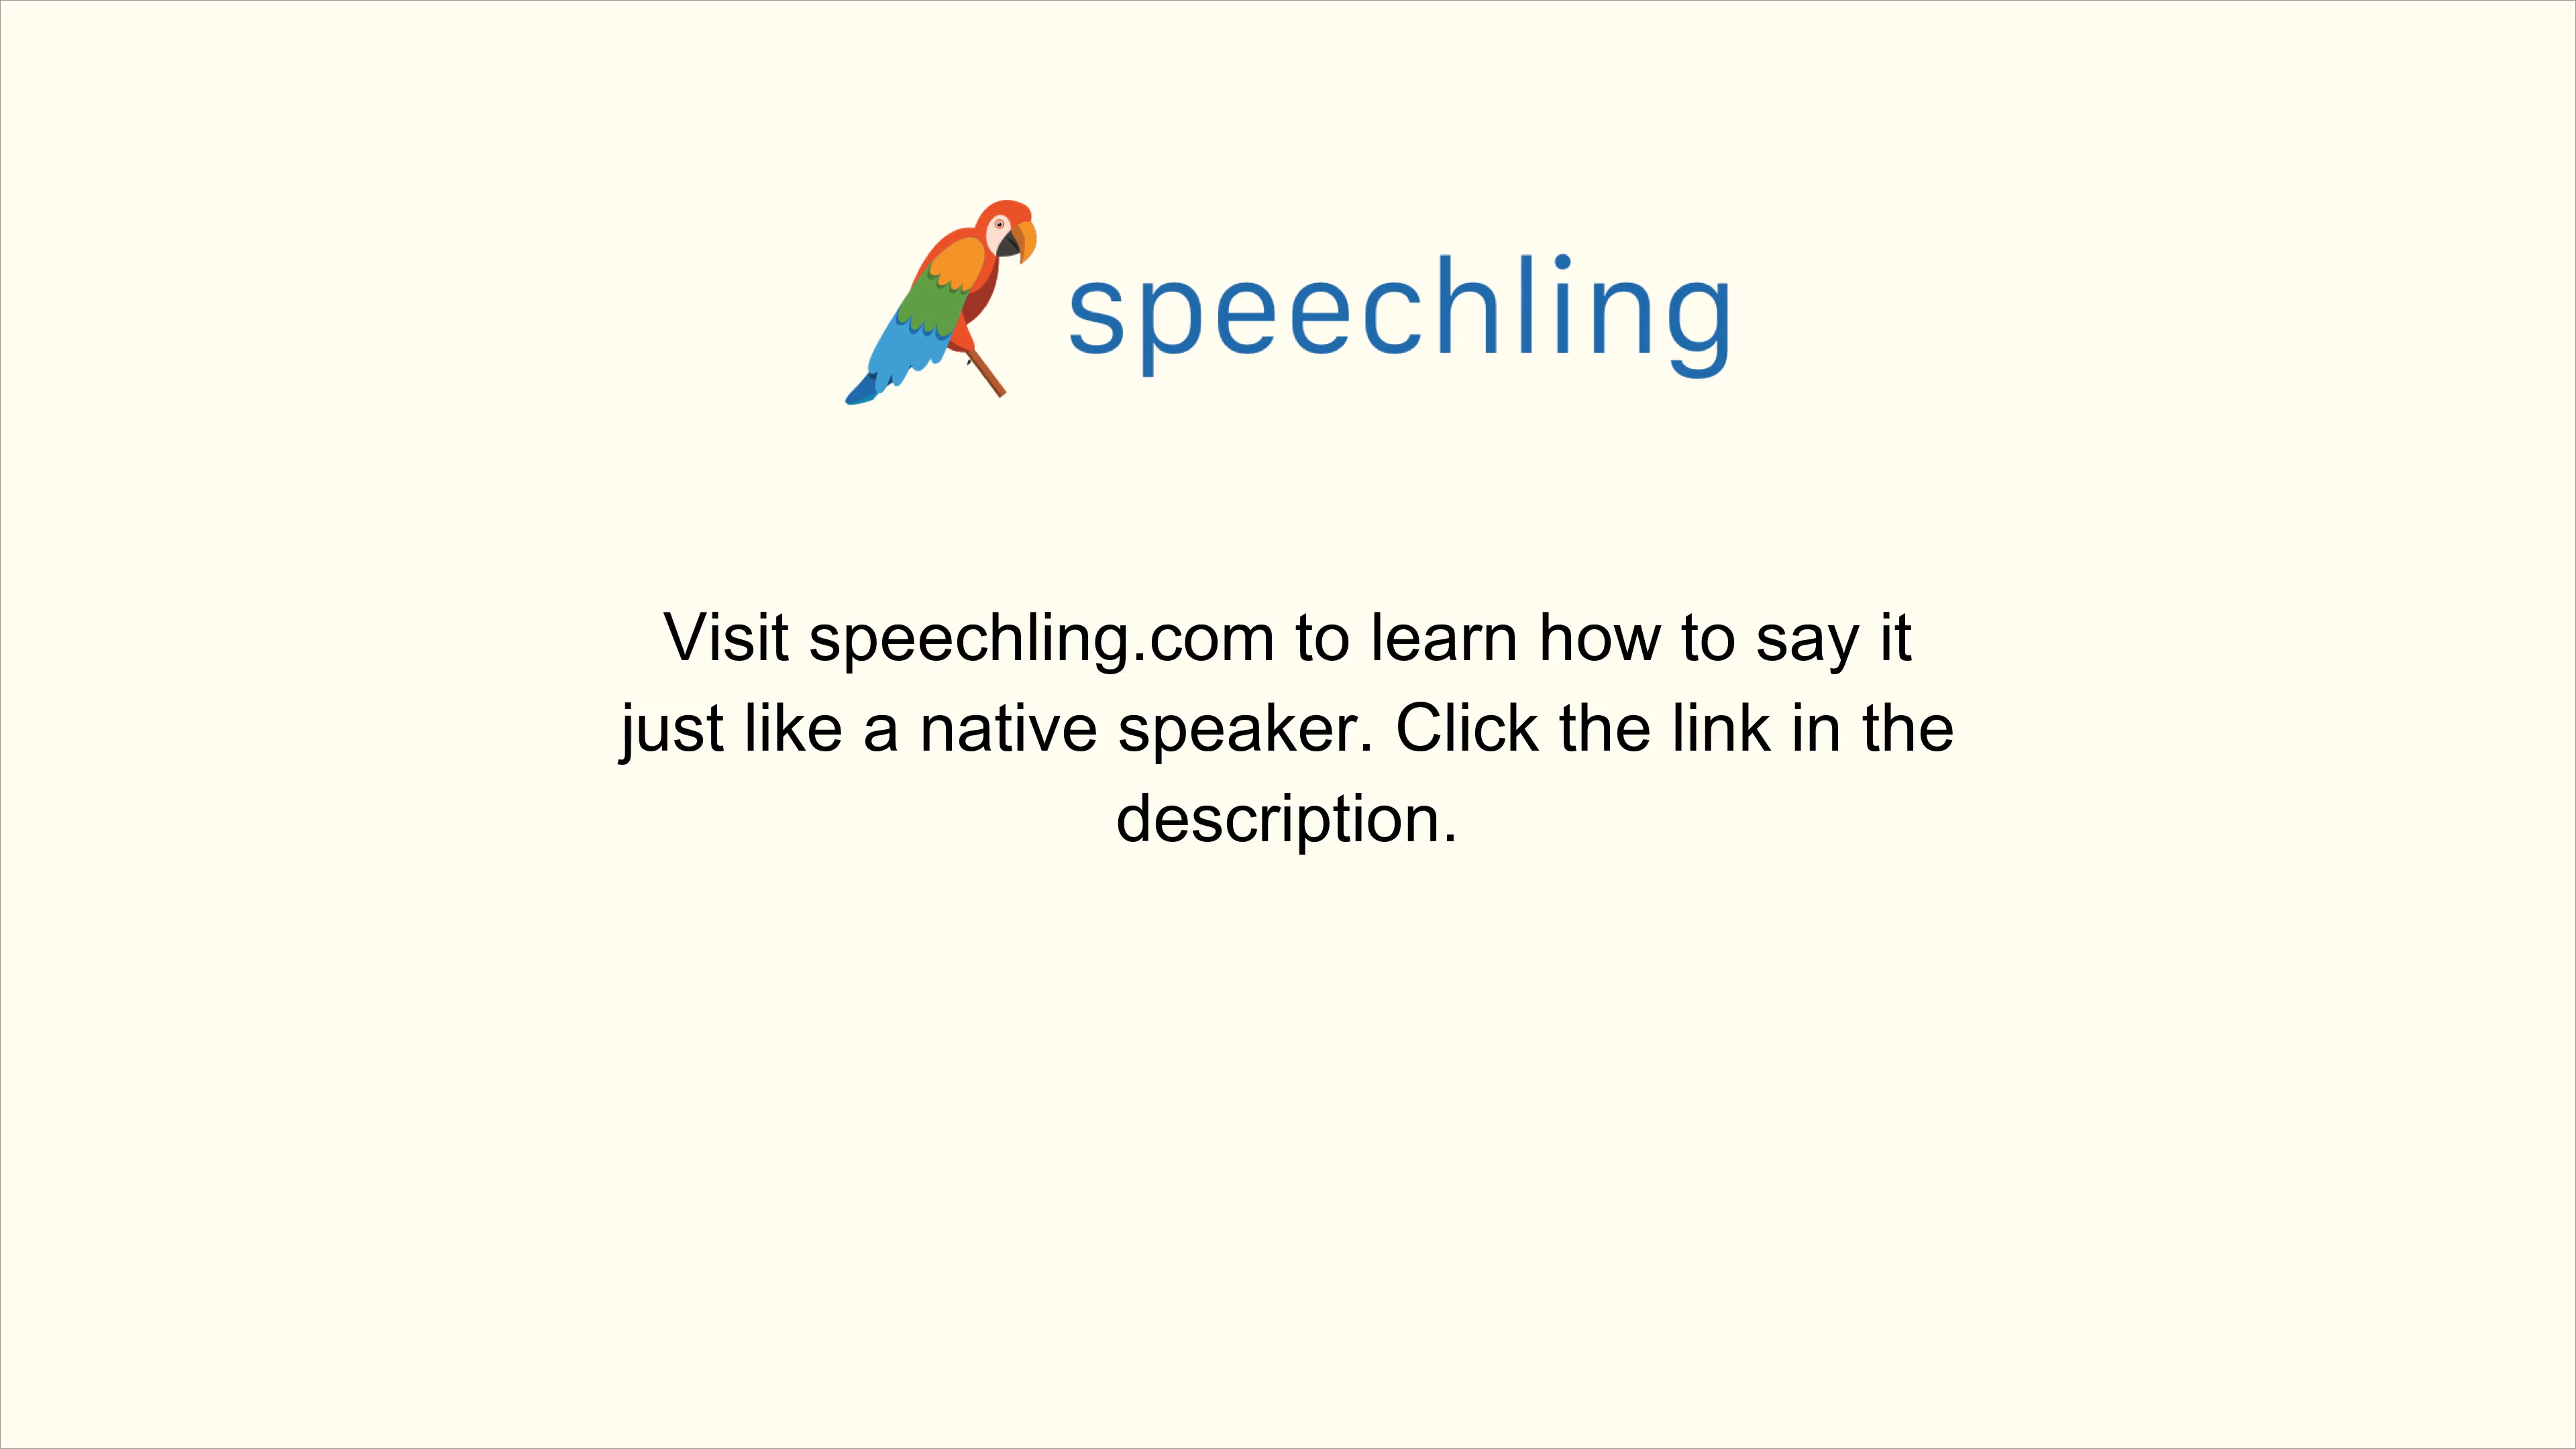 speechling
Visit speechling.com to learn how to say it
just like a native speaker. Click the link in the
description.